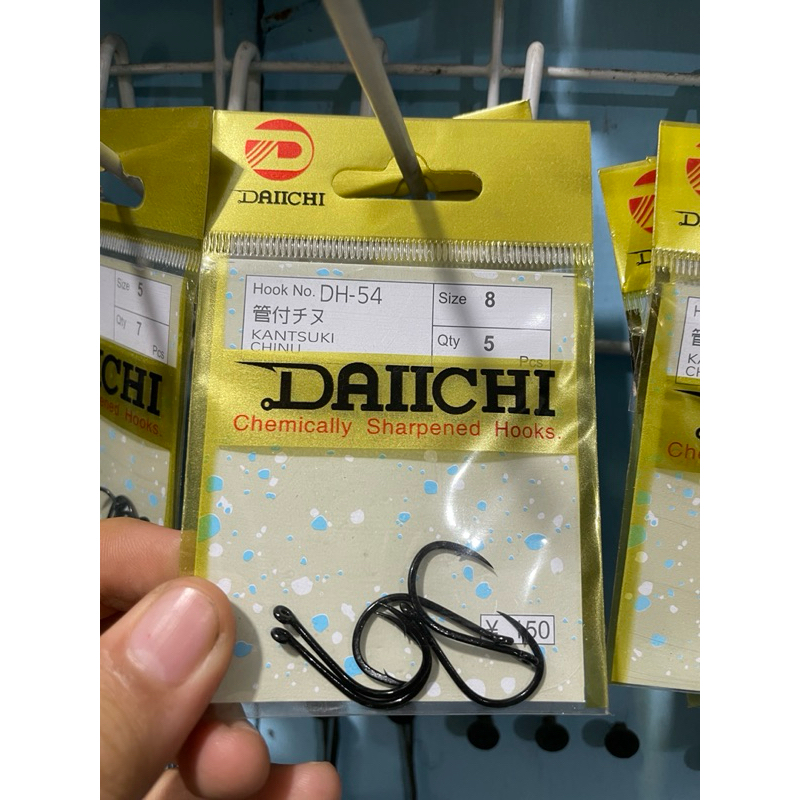 DAIICHI
Hook No. DH-54
管付チヌ
KANTSUKI
CHINU
Size 8
Qty 5 Pcs
DAIICHI
Chemically Sharpened Hooks.
¥ 150
Size 5
Qty 7 Pcs